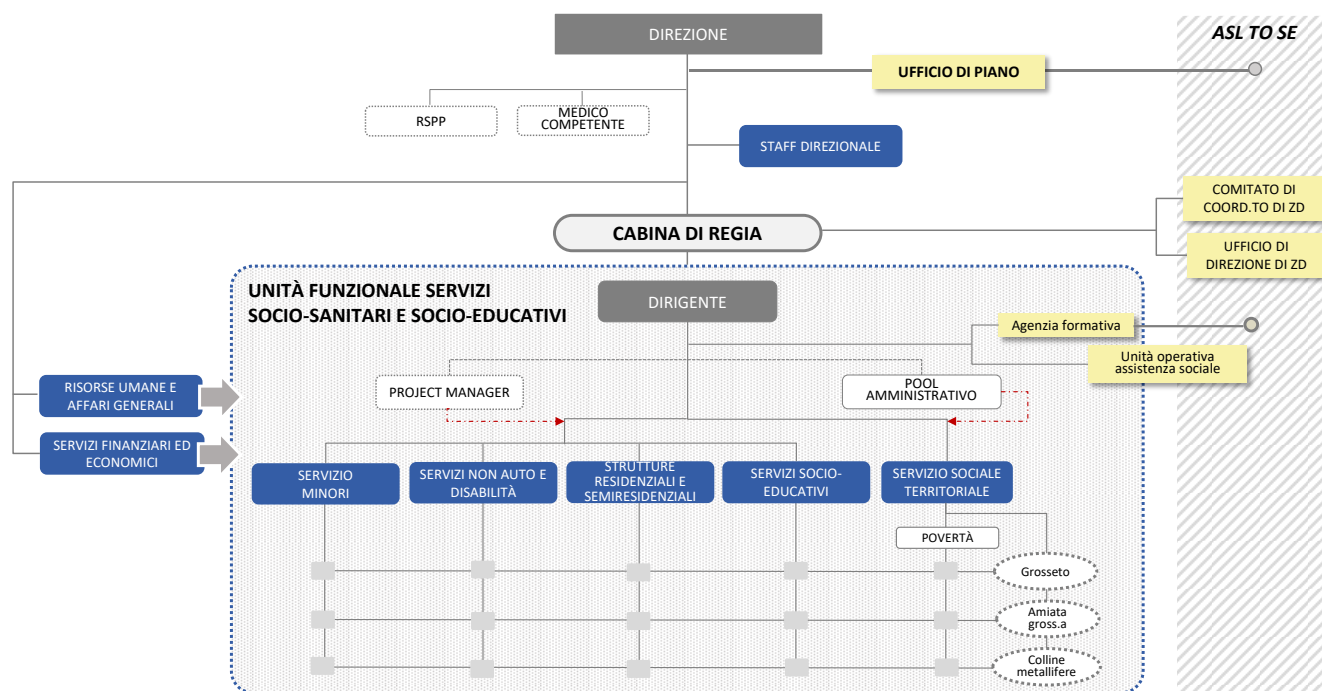 DIREZIONE
ASL TO SE
UFFICIO DI PIANO
RSPP
MEDICO
COMPETENTE
STAFF DIREZIONALE
COMITATO DI
COORD.TO DI ZD
CABINA DI REGIA
UFFICIO DI
DIREZIONE DI ZD
UNITÀ FUNZIONALE SERVIZI
SOCIO-SANITARI E SOCIO-EDUCATIVI
DIRIGENTE
Agenzia formativa
Unità operativa
assistenza sociale
RISORSE UMANE E
AFFARI GENERALI
PROJECT MANAGER
POOL
AMMINISTRATIVO
SERVIZI FINANZIARI ED
ECONOMICI
SERVIZIO
MINORI
SERVIZI NON AUTO E
DISABILITÀ
STRUTTURE
RESIDENZIALI E
SEMIRESIDENZIALI
SERVIZI SOCIO-
EDUCATIVI
SERVIZIO SOCIALE
TERRITORIALE
POVERTÀ
Grosseto
Amiata
gross.a
Colline
metallifere